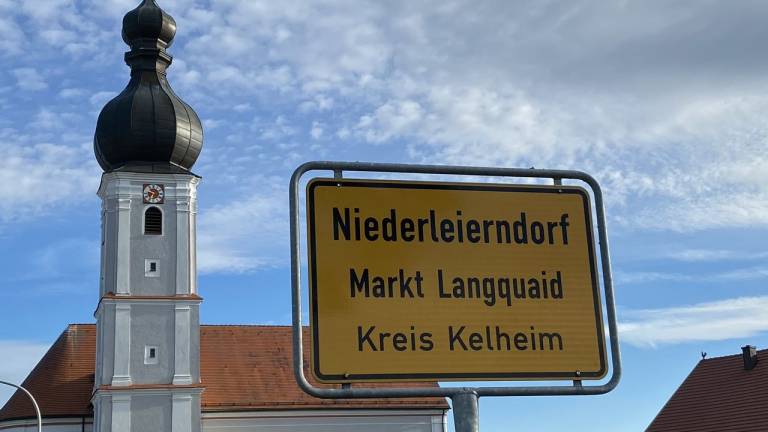 Niederleierndorf
Markt Langquaid
Kreis Kelheim